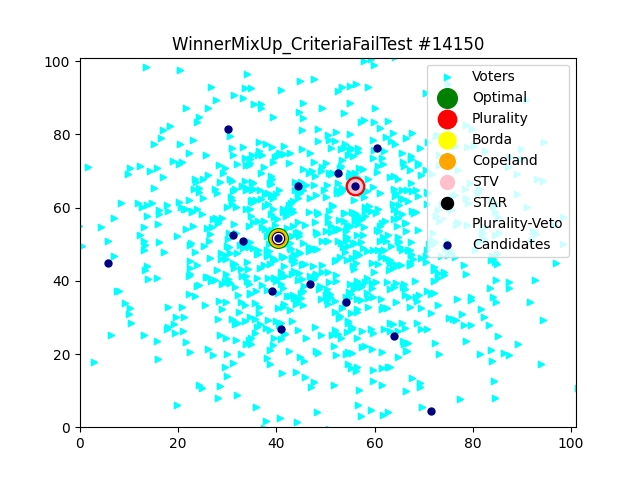 WinnerMixUp_CriteriaFailTest #14150
100
80
60
40
20
0
0
20
40
60
80
100
Voters
Optimal
Plurality
Borda
Copeland
STV
STAR
Plurality-Veto
Candidates